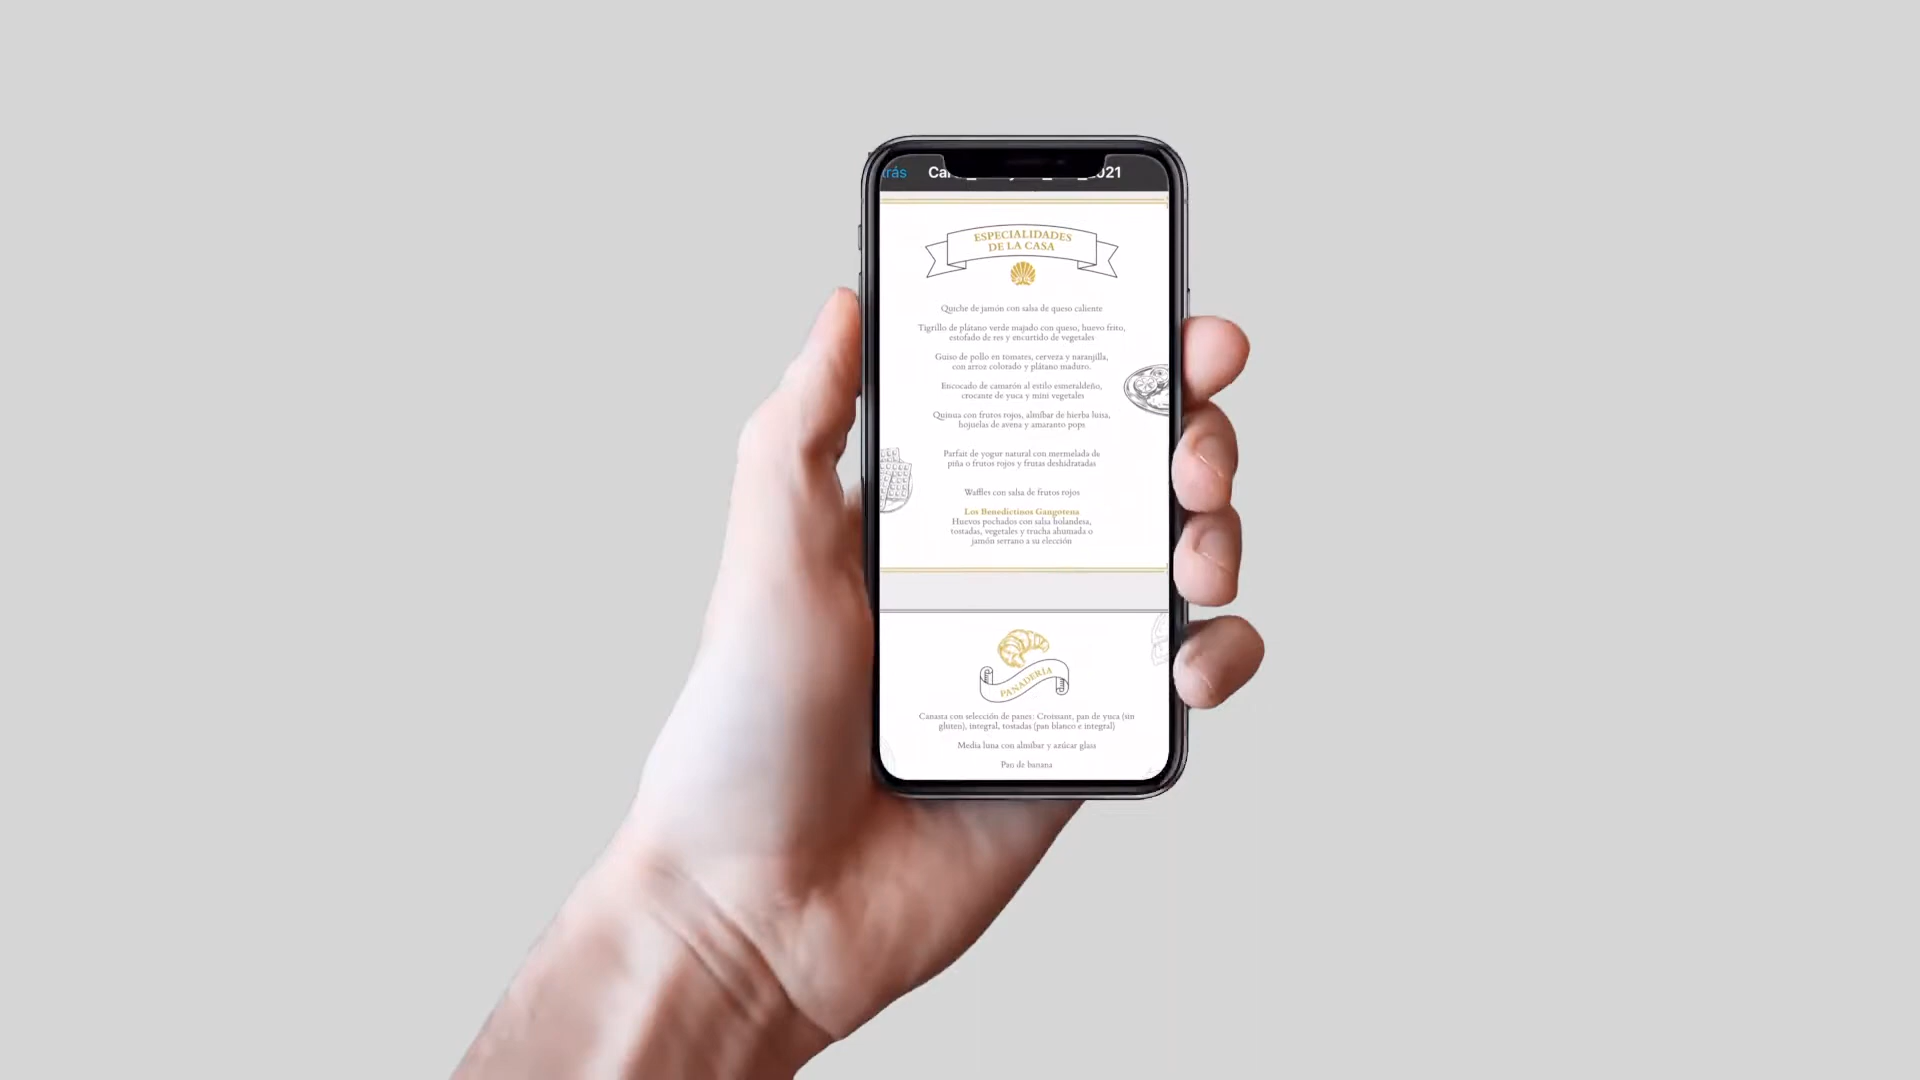 trás
2021
ESPECIALIDADES
DE LA CASA
Quiche de jamón con salsa de queso caliente
Tigrillo de plátano verde majado con queso, huevo frito,
estofado de res y encurtido de vegetales
Guiso de pollo en tomates, cerveza y naranjilla,
con arroz colorado y plátano maduro.
Encocado de camarón al estilo esmeraldeño,
crocante de yuca y mini vegetales
Quinua con frutos rojos, almíbar de hierba luisa,
hojuelas de avena y amaranto pops
Parfait de yogur natural con mermelada de
piña o frutos rojos y frutas deshidratadas
Waffles con salsa de frutos rojos
Los Benedictinos Gangotena
Huevos pochados con salsa holandesa,
tostadas, vegetales y trucha ahumada o
jamón serrano a su elección
PANADERÍA
Canasta con selección de panes: Croissant, pan de yuca (sin
gluten), integral, tostadas (pan blanco e integral)
Media luna con almíbar y azúcar glass
Pan de banana